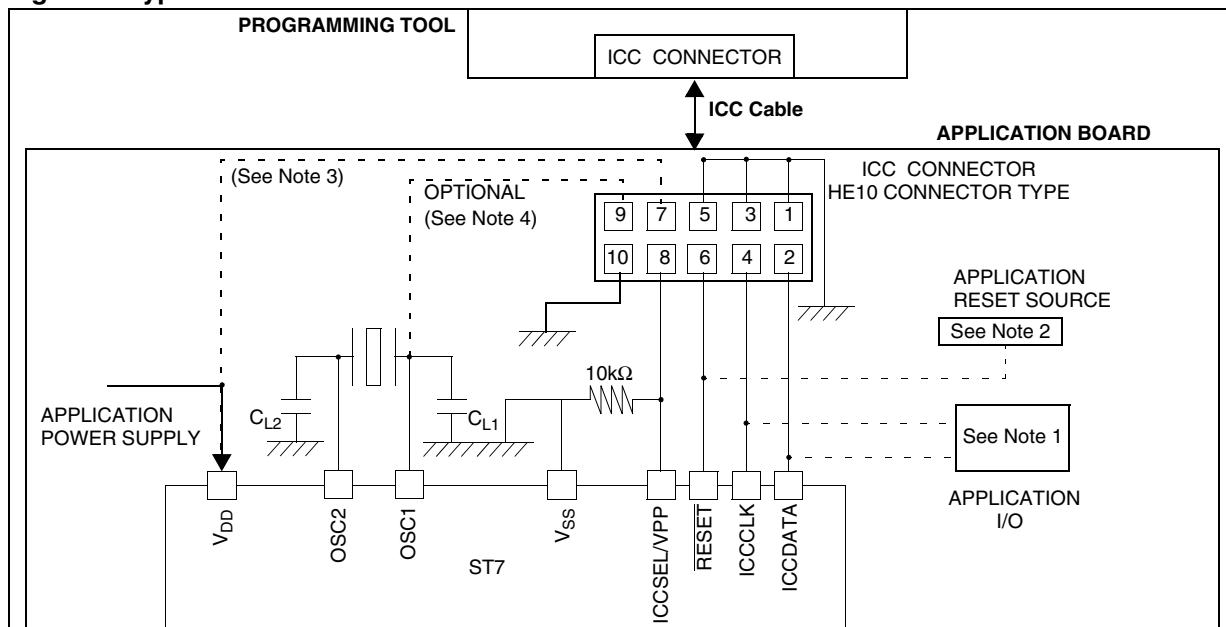 PROGRAMMING TOOL
ICC CONNECTOR
ICC Cable
APPLICATION BOARD
(See Note 3)
OPTIONAL
(See Note 4)
ICC CONNECTOR
HE10 CONNECTOR TYPE
9 7 5 3 1
10 8 6 4 2
APPLICATION
RESET SOURCE
See Note 2
10kΩ
APPLICATION
POWER SUPPLY
CL2
CL1
See Note 1
APPLICATION
I/O
VDD
OSC2
OSC1
VSS
ICCSEL/VPP
RESET
ICCCLK
ICCDATA
ST7